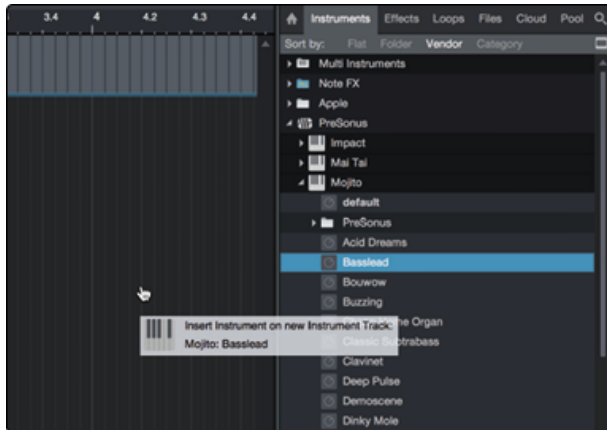 3.4 4 4.2 4.3 4.4
Instruments Effects Loops Files Cloud Pool
Sort by: Flat Folder Vendor Category
Multi Instruments
Note FX
Apple
PreSonus
Impact
Mai Tai
Mojito
default
PreSonus
Acid Dreams
Basslead
Bouwow
Buzzing
Insert Instrument on new Instrument Track:
Mojito: Basslead
ne Organ
Classic Subtrabass
Clavinet
Deep Pulse
Demoscene
Dinky Mole